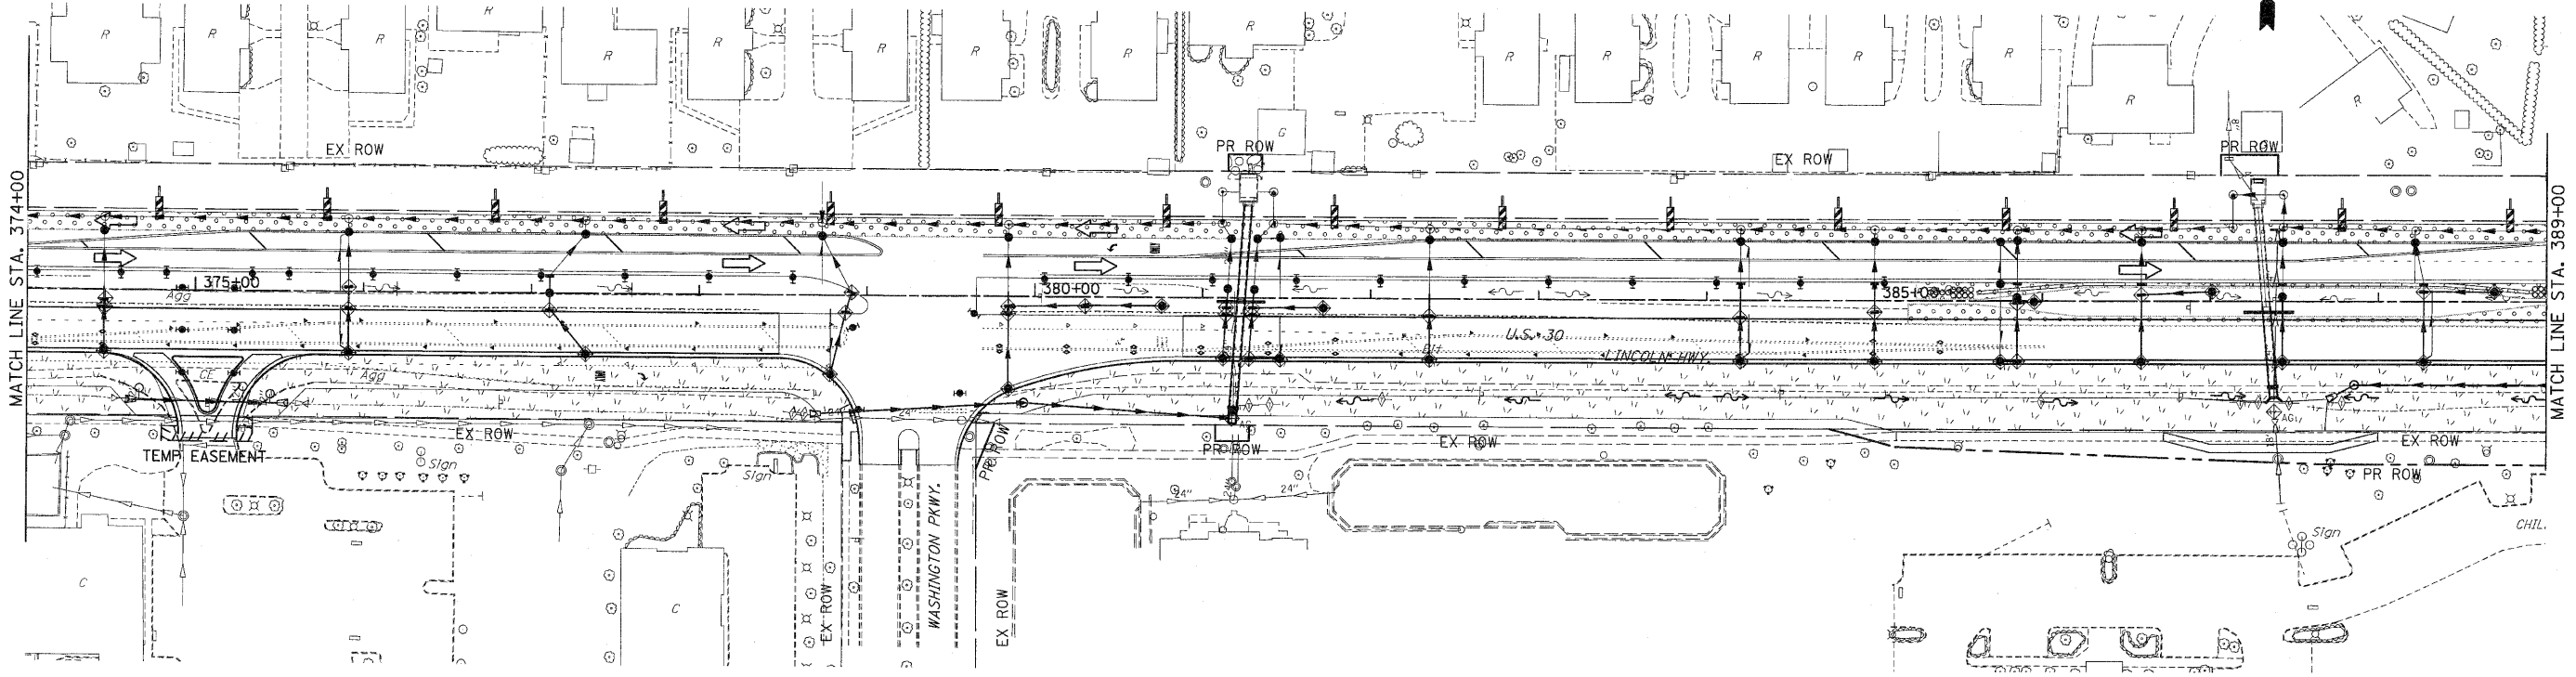 R R R R R R R R R R R R R R R R R R
G
EX ROW
PR ROW
EX ROW
PR ROW
8"
MATCH LINE STA. 374+00
MATCH LINE STA. 389+00
375+00
380+00
385+00
Agg
U.S. 30
LINCOLN HWY.
CE
Agg
24"
EX ROW
TEMP EASEMENT
Sign
Sign
PR ROW
PR ROW
EX ROW
EX ROW
PR ROW
24"
24"
EX ROW
WASHINGTON PKWY.
EX ROW
Sign
CHIL.
C
C